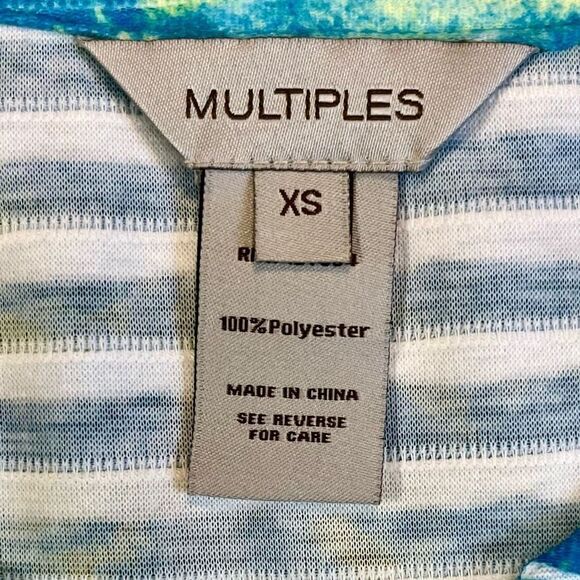 MULTIPLES
XS
100%Polyester
MADE IN CHINA
SEE REVERSE
FOR CARE